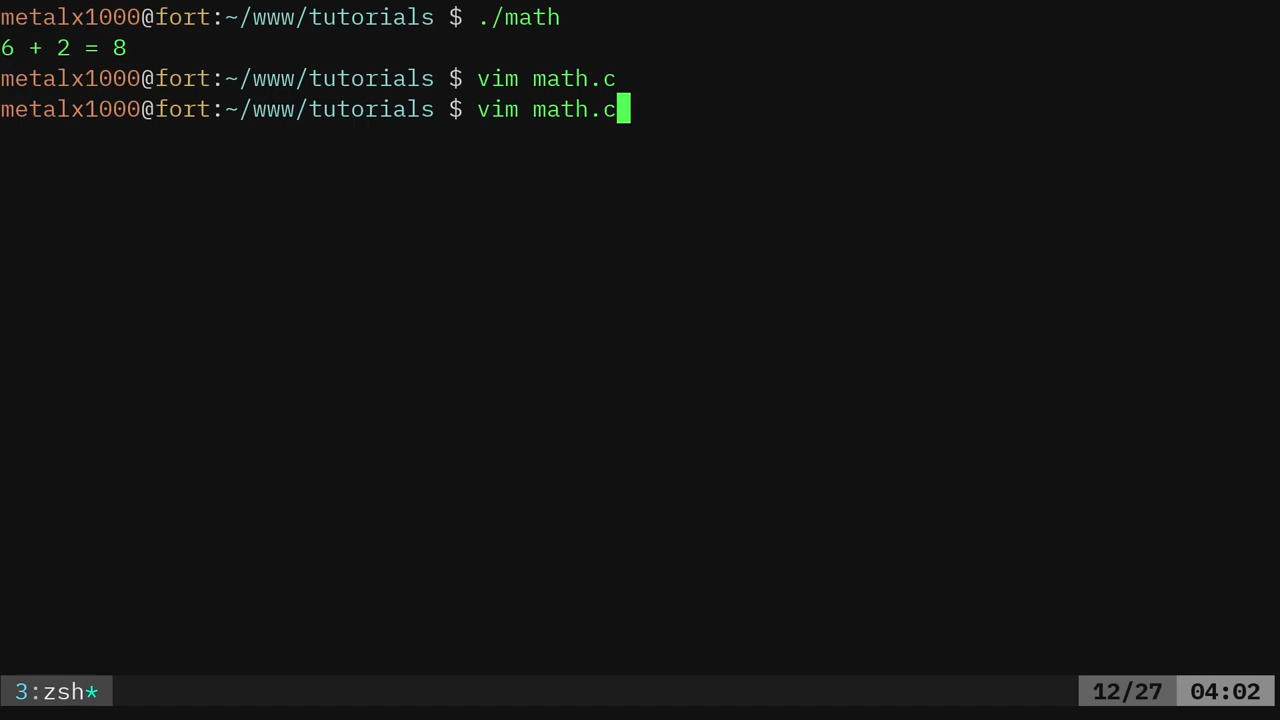 metalx1000@fort:~/www/tutorials $ ./math
6 + 2 = 8
metalx1000@fort:~/www/tutorials $ vim math.c
metalx1000@fort:~/www/tutorials $ vim math.c
3:zsh* 12/27 04:02